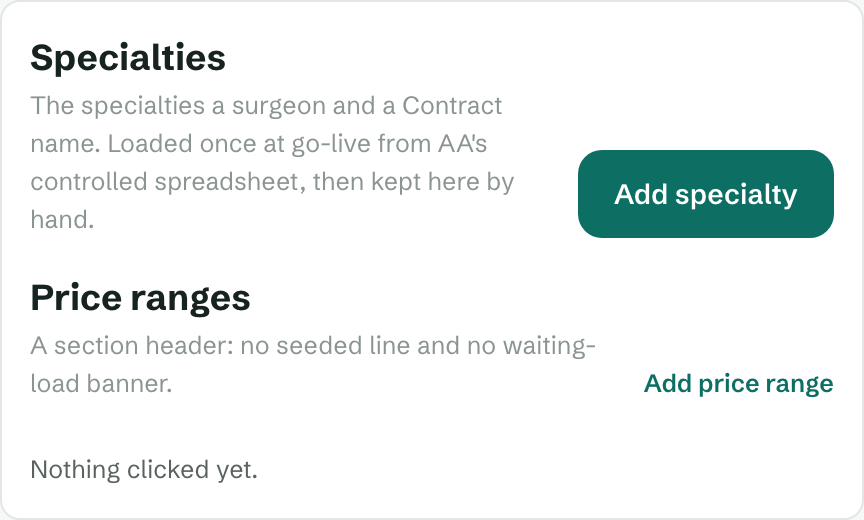 Specialties
The specialties a surgeon and a Contract
name. Loaded once at go-live from AA's
controlled spreadsheet, then kept here by
hand.
Add specialty
Price ranges
A section header: no seeded line and no waiting-
load banner.
Add price range
Nothing clicked yet.